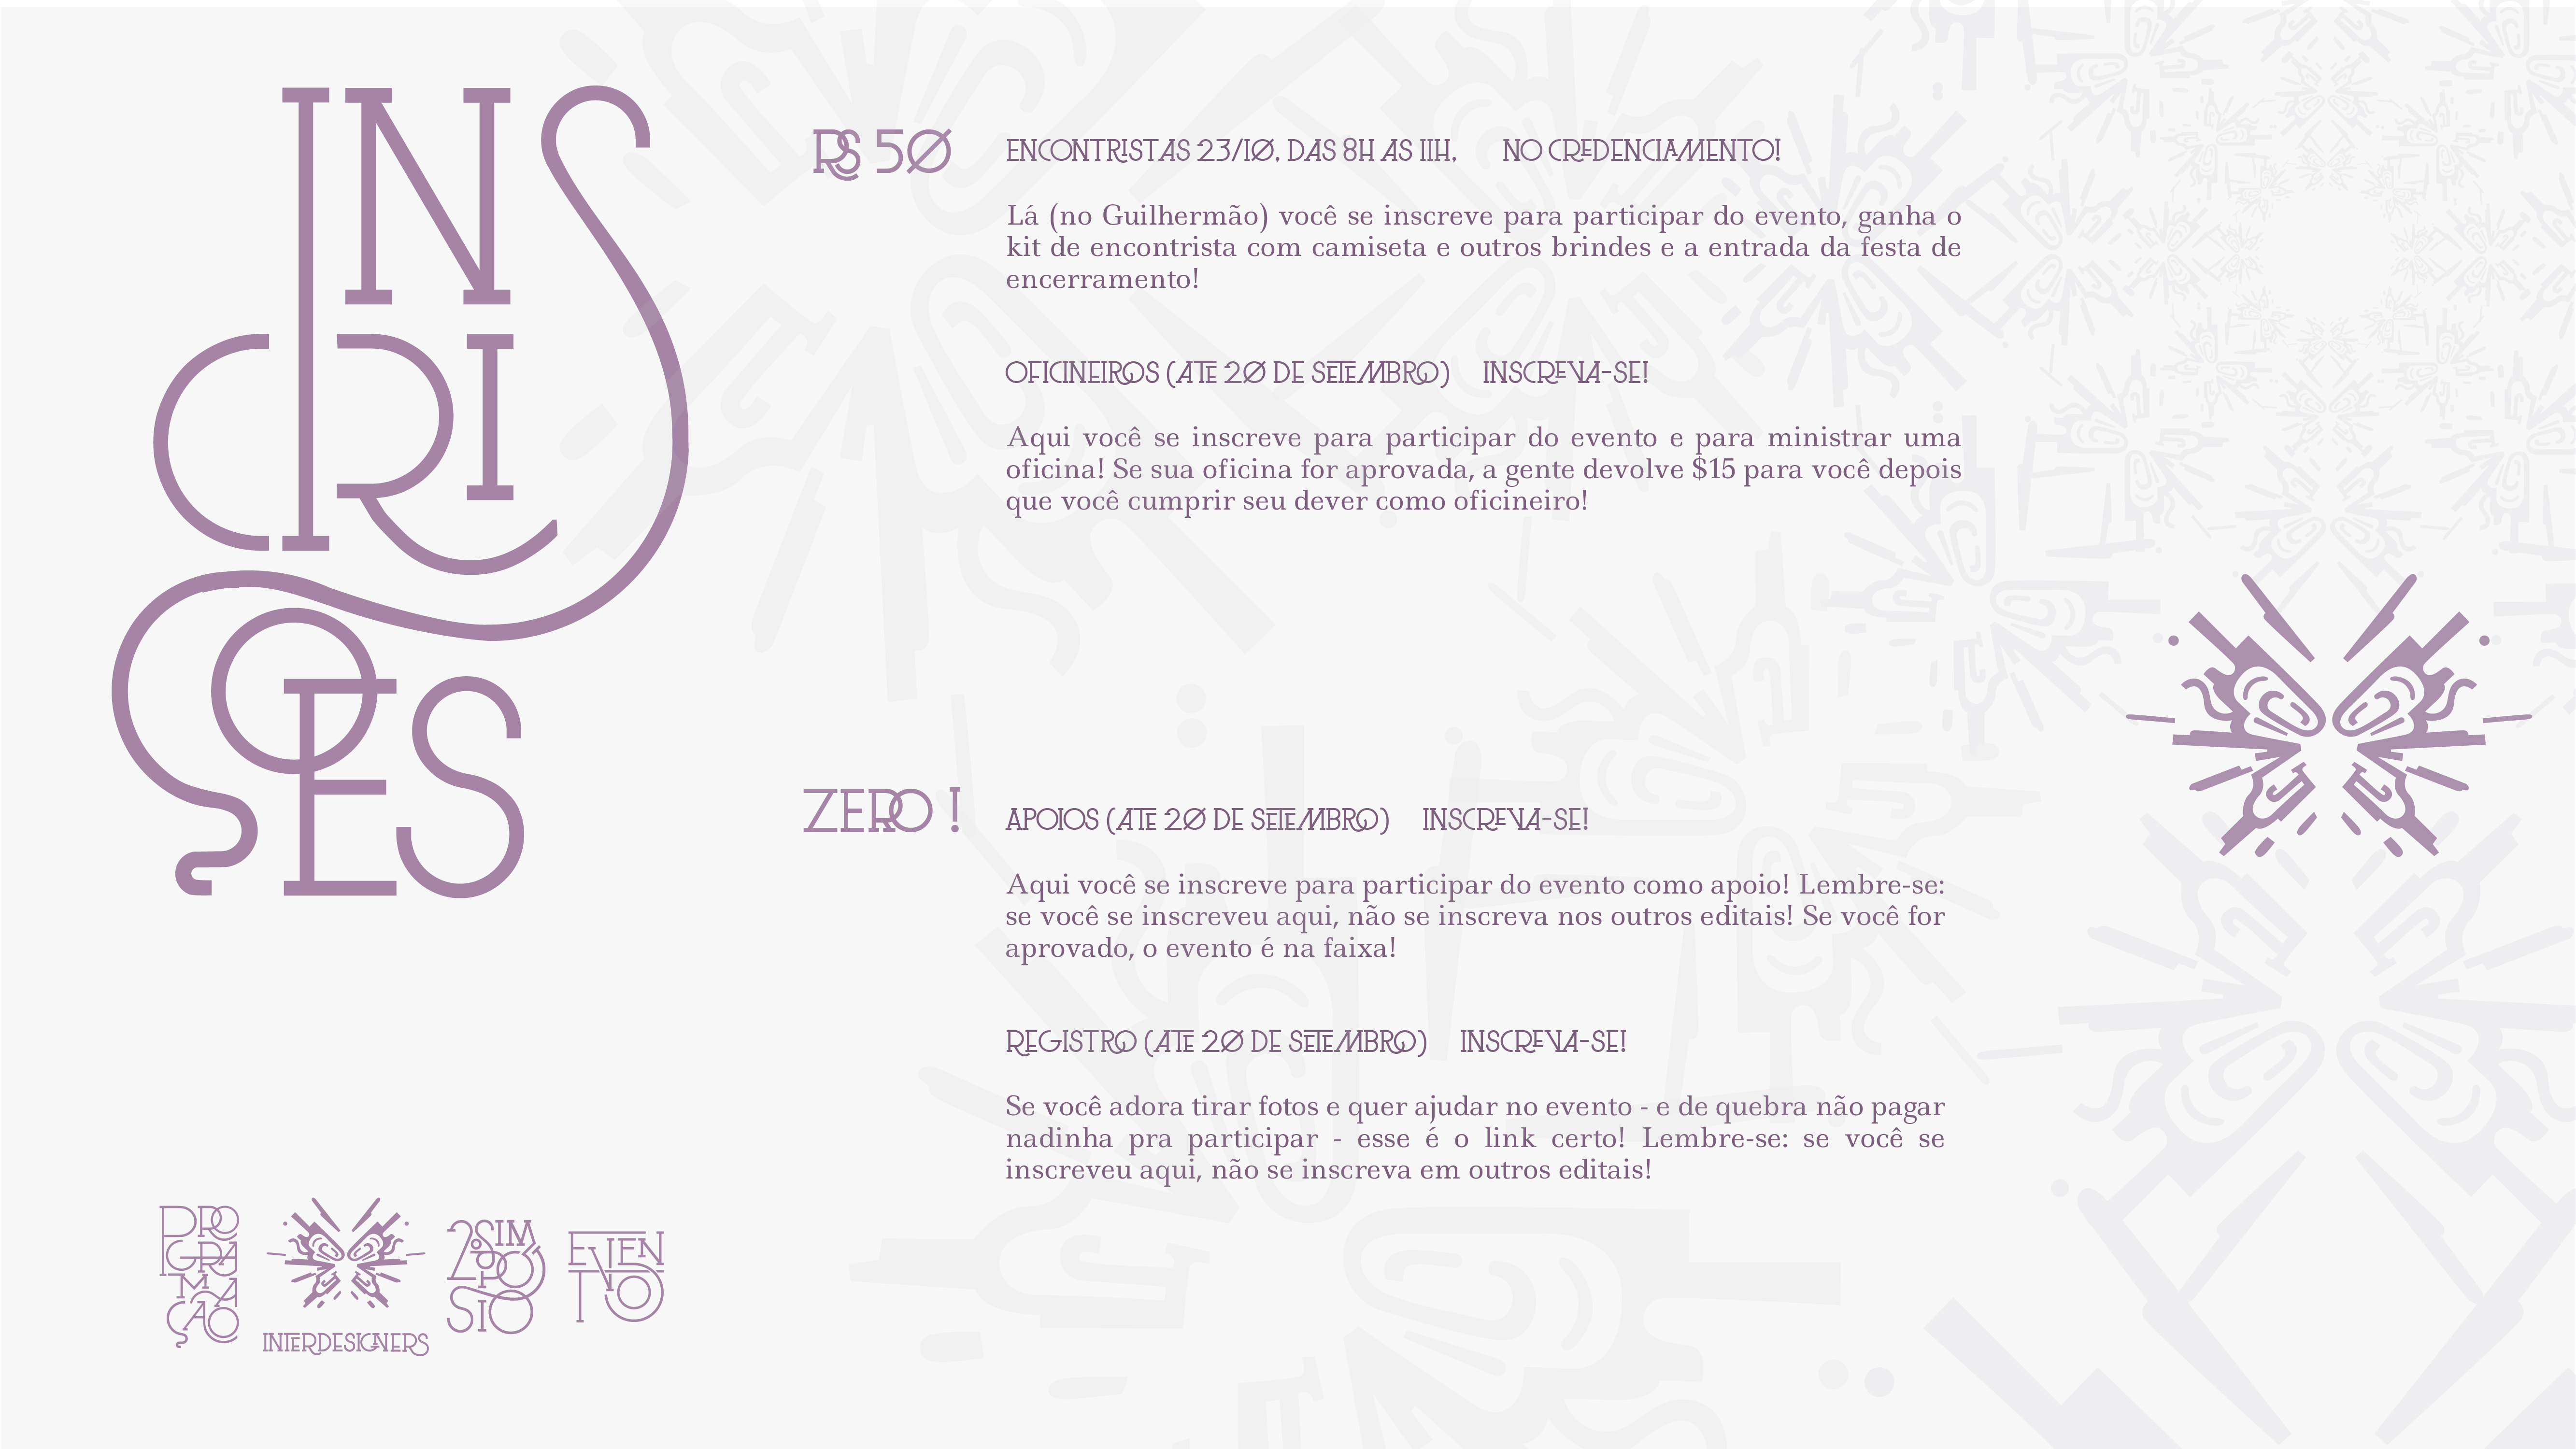 INSCRIÇÕES
R$ 50
ENCONTRISTAS 23/10, DAS 8H AS 11H, NO CREDENCIAMENTO!
Lá (no Guilhermão) você se inscreve para participar do evento, ganha o
kit de encontrista com camiseta e outros brindes e a entrada da festa de
encerramento!
OFICINEIROS (ATE 20 DE SETEMBRO) INSCREVA-SE!
Aqui você se inscreve para participar do evento e para ministrar uma
oficina! Se sua oficina for aprovada, a gente devolve $15 para você depois
que você cumprir seu dever como oficineiro!
ZERO !
APOIOS (ATE 20 DE SETEMBRO) INSCREVA-SE!
Aqui você se inscreve para participar do evento como apoio! Lembre-se:
se você se inscreveu aqui, não se inscreva nos outros editais! Se você for
aprovado, o evento é na faixa!
REGISTRO (ATE 20 DE SETEMBRO) INSCREVA-SE!
Se você adora tirar fotos e quer ajudar no evento - e de quebra não pagar
nadinha pra participar - esse é o link certo! Lembre-se: se você se
inscreveu aqui, não se inscreva em outros editais!
PROGRAMAÇÃO
INTERDESIGNERS
2º SIMPÓSIO
EVENTO